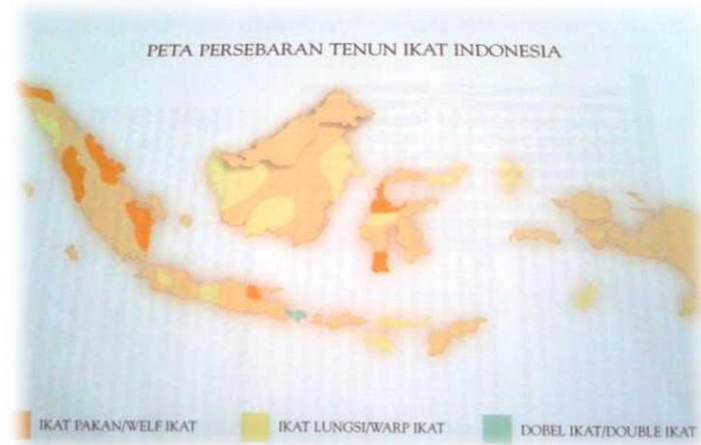 PETA PERSEBARAN TENUN IKAT INDONESIA
IKAT PAKAN/WELF IKAT
IKAT LUNGSI/WARP IKAT
DOBEL IKAT/DOUBLE IKAT